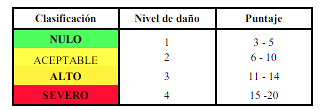 Clasificación Nivel de daño Puntaje
NULO 1 3 - 5
ACEPTABLE 2 6 - 10
ALTO 3 11 - 14
SEVERO 4 15 -20